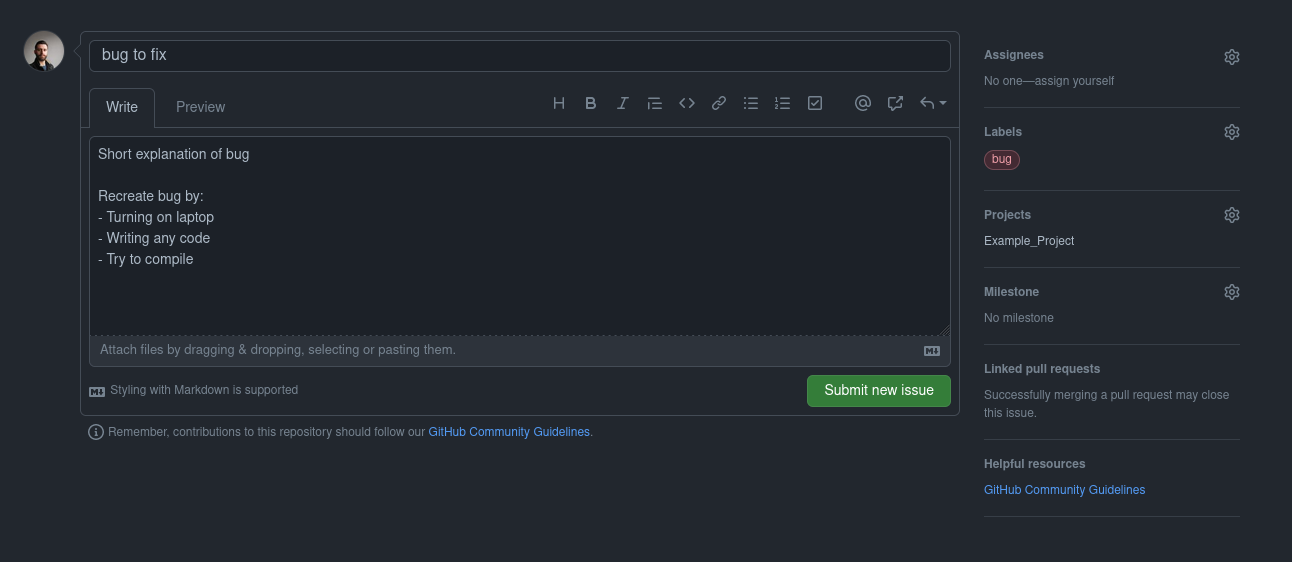 bug to fix
Write
Preview
Short explanation of bug
Recreate bug by:
- Turning on laptop
- Writing any code
- Try to compile
Attach files by dragging & dropping, selecting or pasting them.
Styling with Markdown is supported
Submit new issue
Remember, contributions to this repository should follow our GitHub Community Guidelines.
Assignees
No one—assign yourself
Labels
bug
Projects
Example_Project
Milestone
No milestone
Linked pull requests
Successfully merging a pull request may close
this issue.
Helpful resources
GitHub Community Guidelines